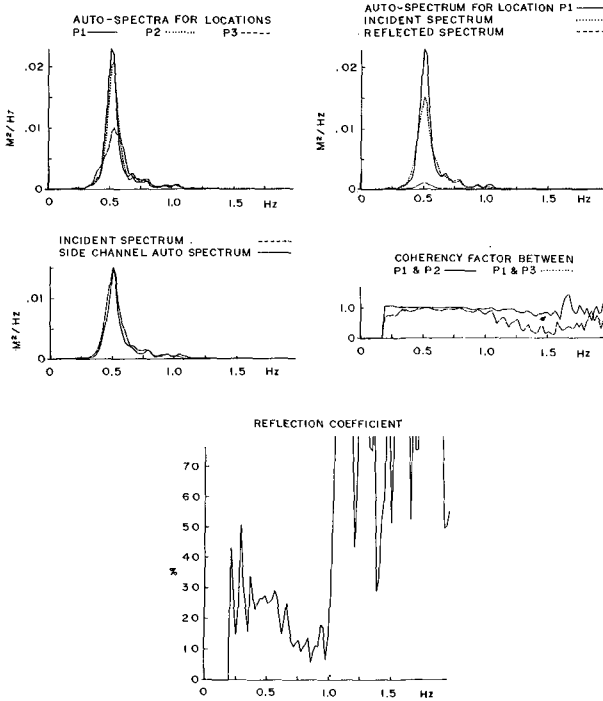 AUTO-SPECTRA FOR LOCATIONS
P1 P2 P3
.02
.01
0
M²/Hz
0 0.5 1.0 1.5 Hz
AUTO-SPECTRUM FOR LOCATION P1
INCIDENT SPECTRUM
REFLECTED SPECTRUM
.02
.01
0
M²/Hz
0 0.5 1.0 1.5 Hz
INCIDENT SPECTRUM
SIDE CHANNEL AUTO SPECTRUM
.01
0
M²/Hz
0 0.5 1.0 1.5 Hz
COHERENCY FACTOR BETWEEN
P1 & P2 P1 & P3
1.0
0
0 0.5 1.0 1.5 Hz
REFLECTION COEFFICIENT
70
60
50
40
30
20
10
0
%
0 0.5 1.0 1.5 Hz